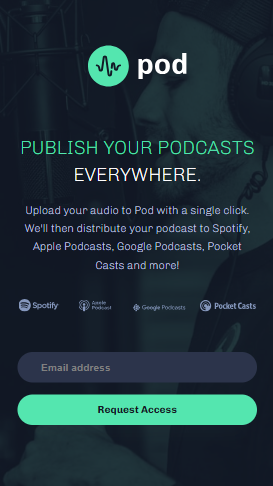 pod
PUBLISH YOUR PODCASTS
EVERYWHERE.
Upload your audio to Pod with a single click.
We'll then distribute your podcast to Spotify,
Apple Podcasts, Google Podcasts, Pocket
Casts and more!
Spotify
Apple
Podcast
Google Podcasts
Pocket Casts
Email address
Request Access